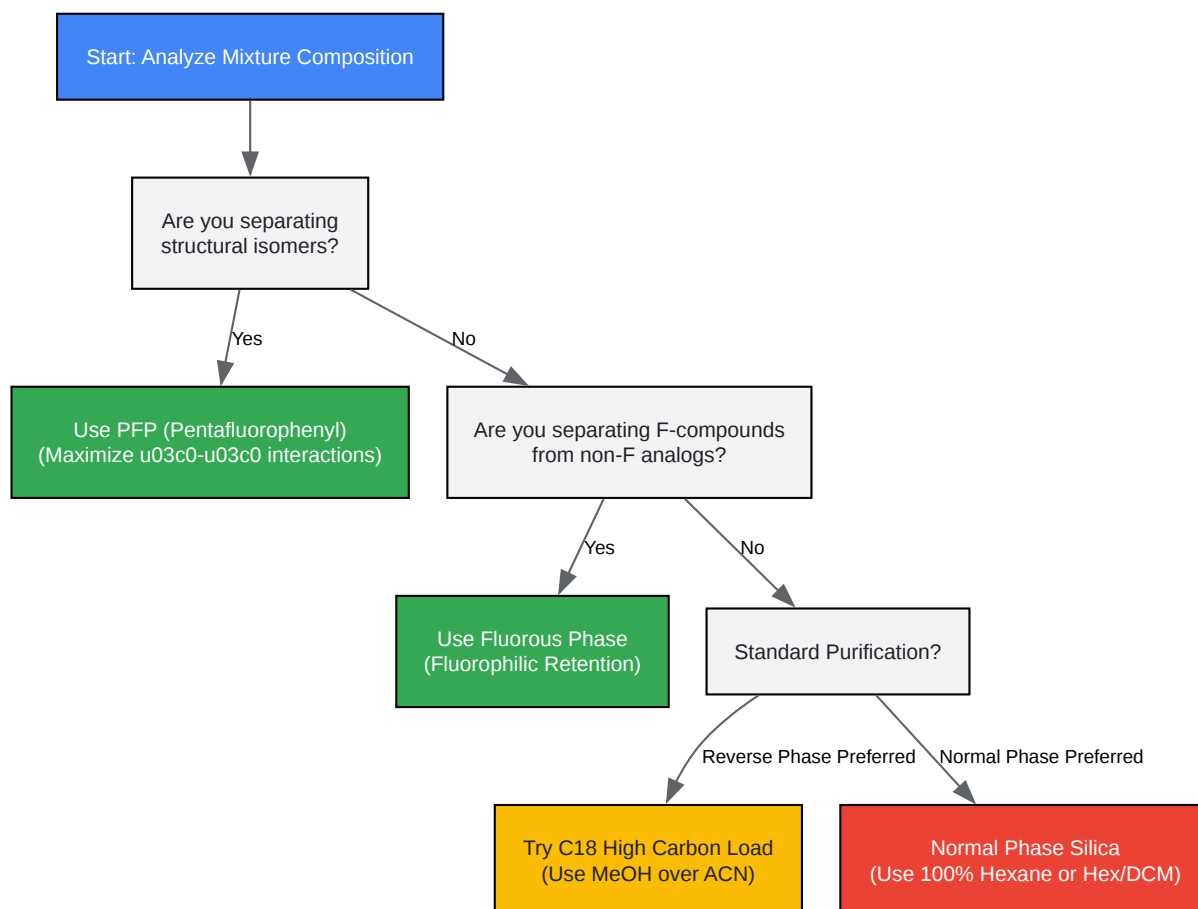 Start: Analyze Mixture Composition
Are you separating
structural isomers?
Yes
No
Use PFP (Pentafluorophenyl)
(Maximize u03c0-u03c0 interactions)
Are you separating F-compounds
from non-F analogs?
Yes
No
Use Fluorous Phase
(Fluorophilic Retention)
Standard Purification?
Reverse Phase Preferred
Normal Phase Preferred
Try C18 High Carbon Load
(Use MeOH over ACN)
Normal Phase Silica
(Use 100% Hexane or Hex/DCM)